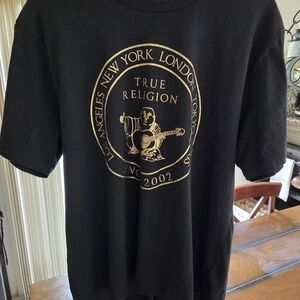 LOS ANGELES NEW YORK LONDON TOKYO
TRUE
RELIGION
SINCE 2002